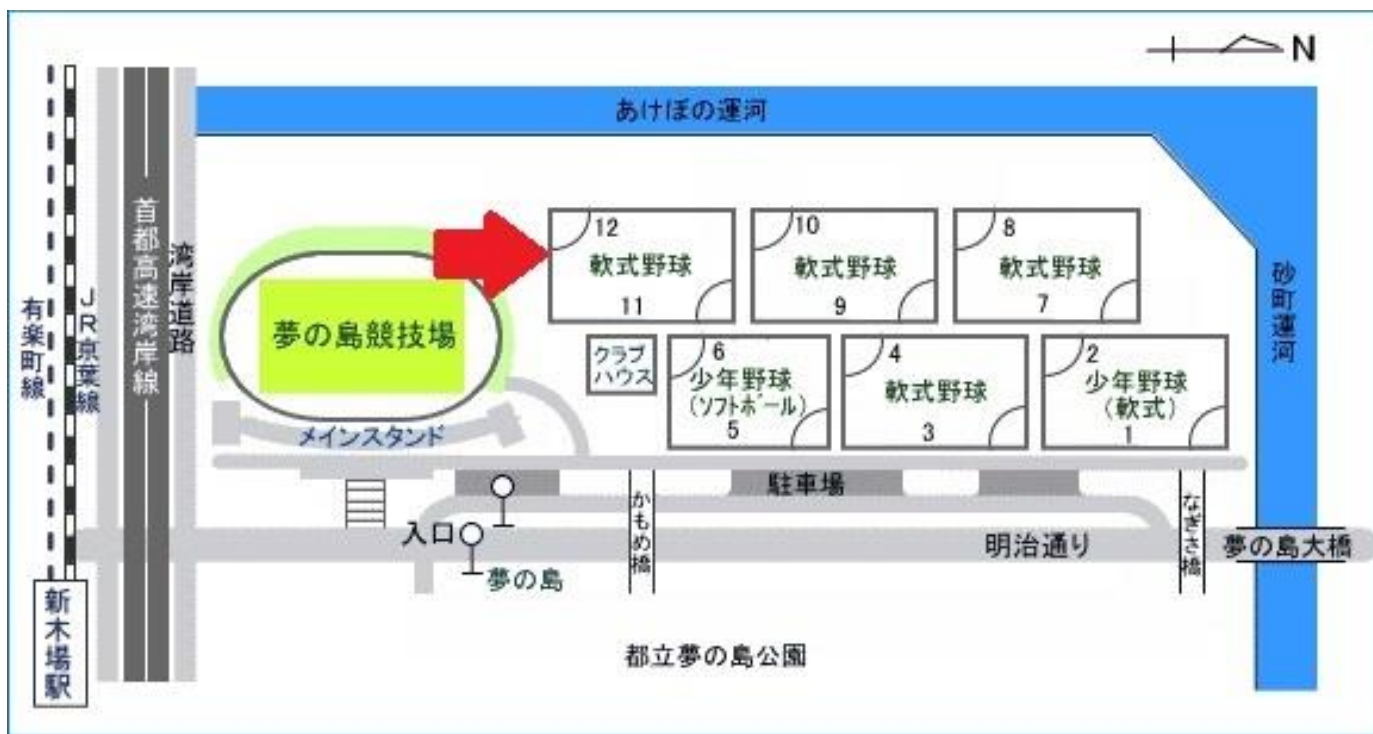 N
あけぼの運河
首都高速湾岸線
湾岸道路
JR京葉線
有楽町線
新木場駅
夢の島競技場
メインスタンド
12
軟式野球
11
10
軟式野球
9
8
軟式野球
7
砂町運河
クラブ
ハウス
6
少年野球
(ソフトボール)
5
4
軟式野球
3
2
少年野球
(軟式)
1
駐車場
入口
夢の島
かもめ橋
明治通り
なぎさ橋
夢の島大橋
都立夢の島公園